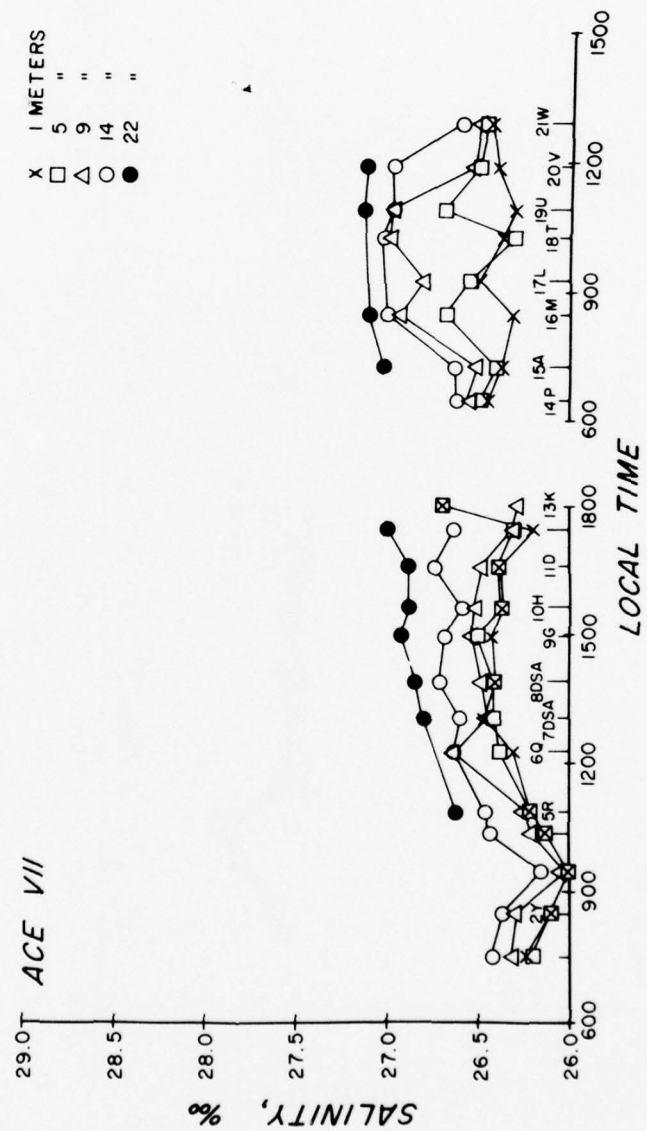 ACE VII
X 1 METERS
□ 5 "
△ 9 " "
○ 14 " "
● 22 "
SALINITY, ‰
29.0
28.5
28.0
27.5
27.0
26.5
26.0
2Y
5R
6Q
7DSA
8DSA
9G
10H
11D
13K
14P
15A
16M
17L
18T
19U
20V
21W
600
900
1200
1500
1800
600
900
1200
1500
LOCAL TIME